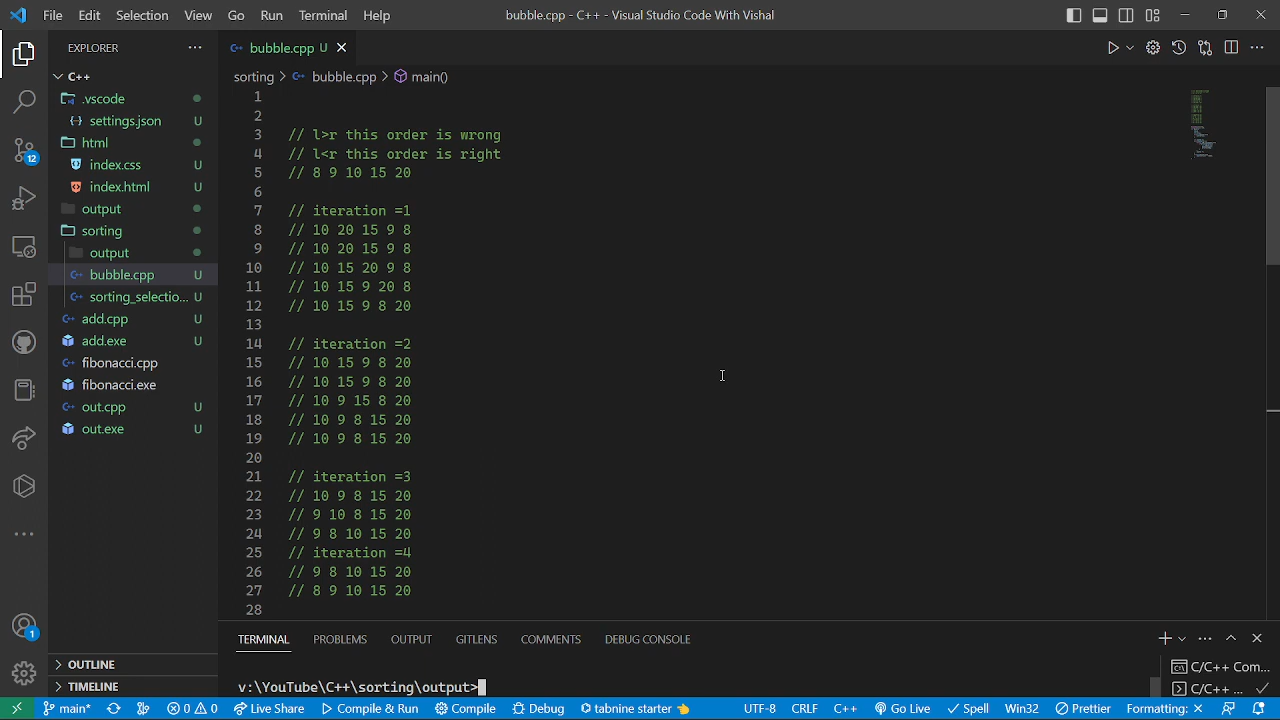 File Edit Selection View Go Run Terminal Help bubble.cpp - C++ - Visual Studio Code With Vishal
EXPLORER
C++
.vscode
settings.json
html
index.css U
index.html U
output
sorting
output
bubble.cpp U
sorting_selectio... U
add.cpp U
add.exe U
fibonacci.cpp
fibonacci.exe
out.cpp U
out.exe U
OUTLINE
TIMELINE
12
1
bubble.cpp U
sorting > bubble.cpp > main()
1
2
3 // l>r this order is wrong
4 // l<r this order is right
5 // 8 9 10 15 20
6
7 // iteration =1
8 // 10 20 15 9 8
9 // 10 20 15 9 8
10 // 10 15 20 9 8
11 // 10 15 9 20 8
12 // 10 15 9 8 20
13
14 // iteration =2
15 // 10 15 9 8 20
16 // 10 15 9 8 20
17 // 10 9 15 8 20
18 // 10 9 8 15 20
19 // 10 9 8 15 20
20
21 // iteration =3
22 // 10 9 8 15 20
23 // 9 10 8 15 20
24 // 9 8 10 15 20
25 // iteration =4
26 // 9 8 10 15 20
27 // 8 9 10 15 20
28
TERMINAL PROBLEMS OUTPUT GITLENS COMMENTS DEBUG CONSOLE
v:\YouTube\C++\sorting\output>
C/C++ Com...
C/C++ ...
main* 0 0 Live Share Compile & Run Compile Debug tabnine starter UTF-8 CRLF C++ Go Live Spell Win32 Prettier Formatting: ×